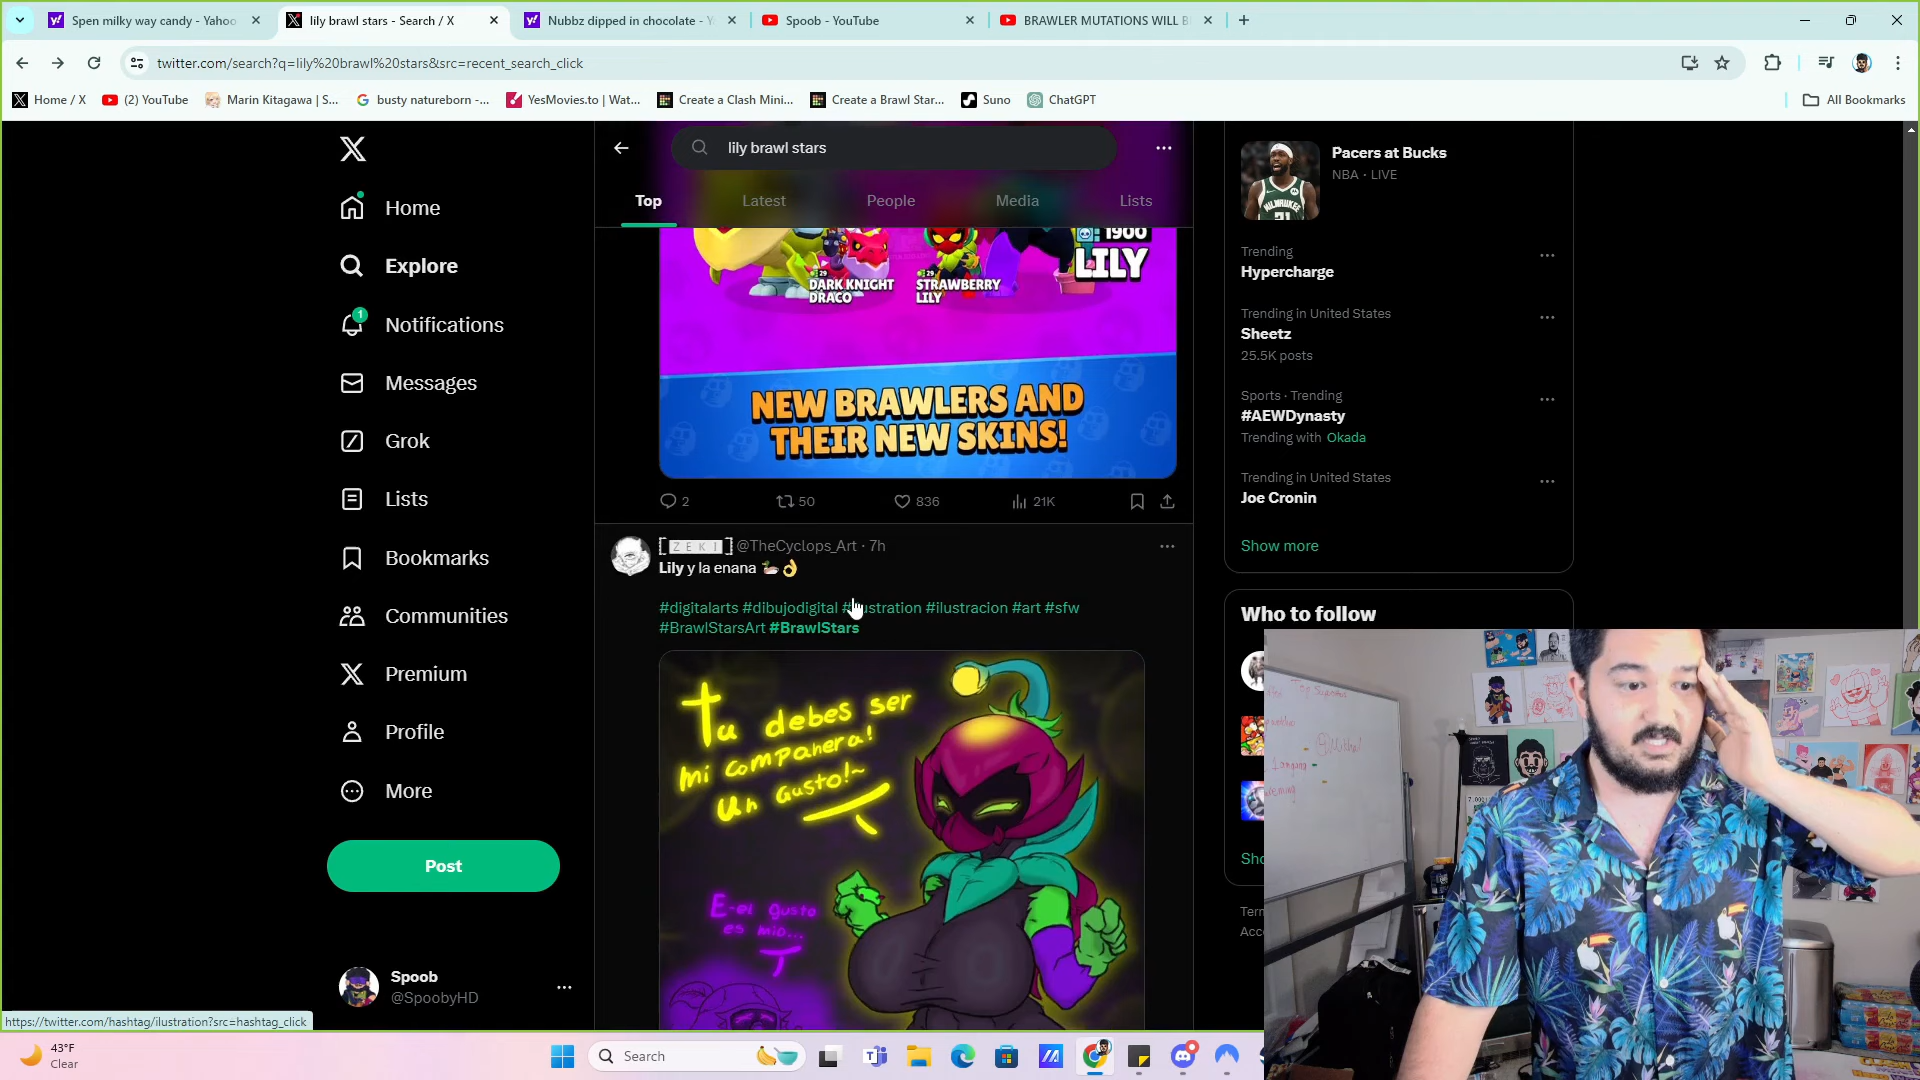 Spen milky way candy - Yahoo
lily brawl stars - Search / X
Nubbz dipped in chocolate - Y
Spoob - YouTube
BRAWLER MUTATIONS WILL B
twitter.com/search?q=lily%20brawl%20stars&src=recent_search_click
Home / X
(2) YouTube
Marin Kitagawa | S...
busty natureborn -...
YesMovies.to | Wat...
Create a Clash Mini...
Create a Brawl Star...
Suno
ChatGPT
All Bookmarks
Home
Explore
1
Notifications
Messages
Grok
Lists
Bookmarks
Communities
Premium
Profile
More
Post
Spoob
@SpoobyHD
https://twitter.com/hashtag/ilustration?src=hashtag_click
lily brawl stars
Top
Latest
People
Media
Lists
1900
LILY
29
DARK KNIGHT
DRACO
29
STRAWBERRY
LILY
NEW BRAWLERS AND
THEIR NEW SKINS!
2
50
836
21K
ZEKI @TheCyclops_Art · 7h
Lily y la enana
#digitalarts #dibujodigital #ilustration #ilustracion #art #sfw
#BrawlStarsArt #BrawlStars
Tu debes ser
mi compañera!
Un Gusto!~
E-el gusto
es mio...
Pacers at Bucks
NBA · LIVE
Trending
Hypercharge
Trending in United States
Sheetz
25.5K posts
Sports · Trending
#AEWDynasty
Trending with Okada
Trending in United States
Joe Cronin
Show more
Who to follow
Sho
Tern
Acce
43°F
Clear
Search